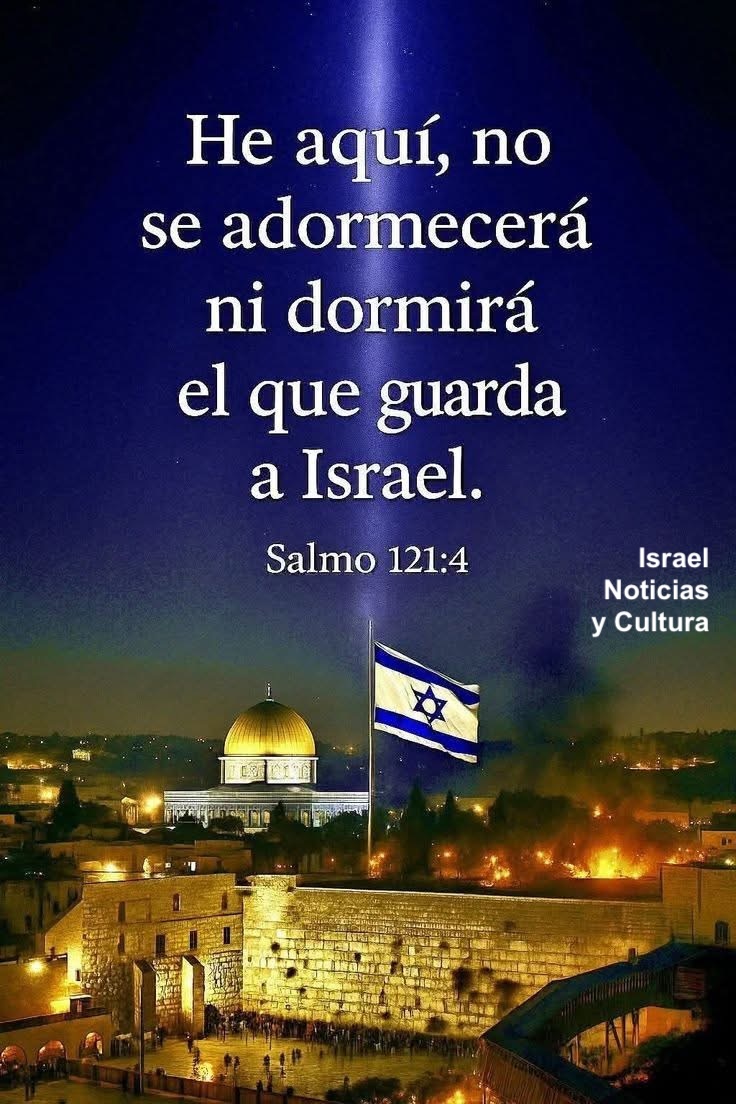 He aquí, no
se adormecerá
ni dormirá
el que guarda
a Israel.
Salmo 121:4
Israel
Noticias
y Cultura